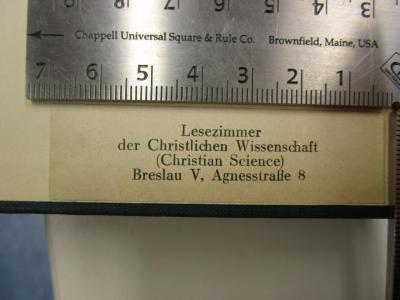 Chappell Universal Square & Rule Co. Brownfield, Maine, USA
7 6 5 4 3 2 1
Lesezimmer
der Christlichen Wissenschaft
(Christian Science)
Breslau V, Agnesstraße 8